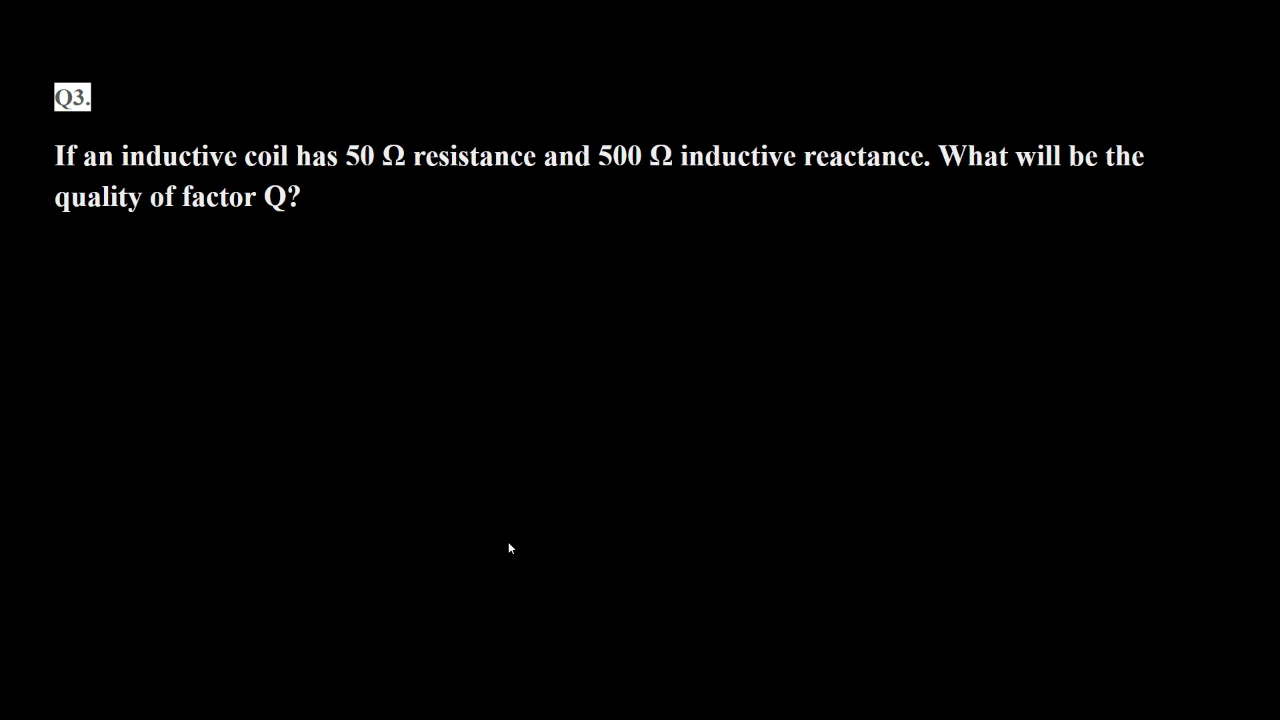 Q3.
If an inductive coil has 50 Ω resistance and 500 Ω inductive reactance. What will be the
quality of factor Q?